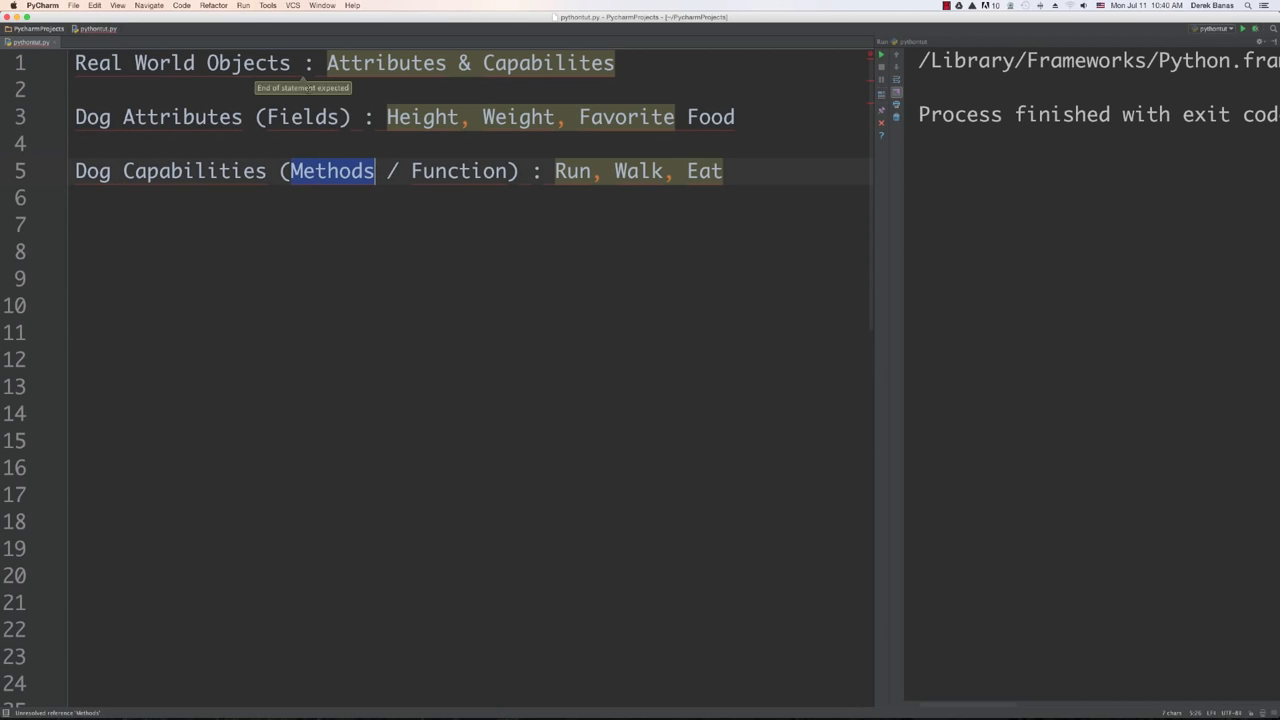 PyCharm File Edit View Navigate Code Refactor Run Tools VCS Window Help 10 Mon Jul 11 10:40 AM Derek Banas
pythontut.py - PycharmProjects - [~/PycharmProjects]
PycharmProjects pythontut.py pythontut
pythontut.py Run pythontut
1 Real World Objects : Attributes & Capabilites
End of statement expected
2
3 Dog Attributes (Fields) : Height, Weight, Favorite Food
4
5 Dog Capabilities (Methods / Function) : Run, Walk, Eat
6
7
8
9
10
11
12
13
14
15
16
17
18
19
20
21
22
23
24
/Library/Frameworks/Python.fra
Process finished with exit cod
Unresolved reference 'Methods' 7 chars 5:26 LF÷ UTF-8÷